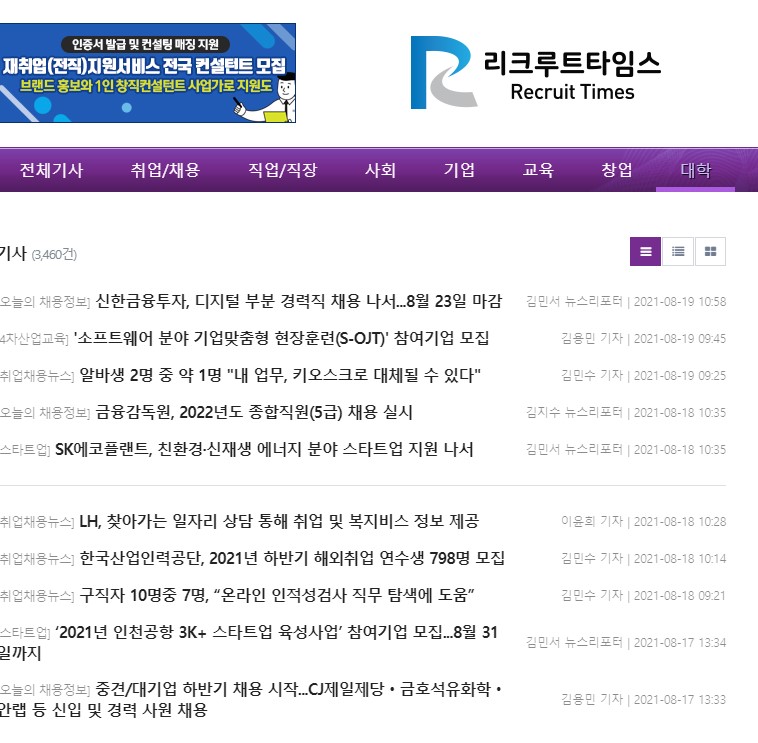 인증서 발급 및 컨설팅 매칭 지원
재취업(전직)지원서비스 전국 컨설턴트 모집
브랜드 홍보와 1인 창직컨설턴트 사업가로 지원도
리크루트타임스
Recruit Times
전체기사 취업/채용 직업/직장 사회 기업 교육 창업 대학
기사 (3,460건)
오늘의 채용정보] 신한금융투자, 디지털 부분 경력직 채용 나서...8월 23일 마감 김민서 뉴스리포터 | 2021-08-19 10:58
4차산업교육] '소프트웨어 분야 기업맞춤형 현장훈련(S-OJT)' 참여기업 모집 김용민 기자 | 2021-08-19 09:45
취업채용뉴스] 알바생 2명 중 약 1명 "내 업무, 키오스크로 대체될 수 있다" 김민수 기자 | 2021-08-19 09:25
오늘의 채용정보] 금융감독원, 2022년도 종합직원(5급) 채용 실시 김지수 뉴스리포터 | 2021-08-18 10:35
스타트업] SK에코플랜트, 친환경·신재생 에너지 분야 스타트업 지원 나서 김민서 뉴스리포터 | 2021-08-18 10:35
취업채용뉴스] LH, 찾아가는 일자리 상담 통해 취업 및 복지비스 정보 제공 이윤희 기자 | 2021-08-18 10:28
취업채용뉴스] 한국산업인력공단, 2021년 하반기 해외취업 연수생 798명 모집 김민수 기자 | 2021-08-18 10:14
취업채용뉴스] 구직자 10명중 7명, “온라인 인적성검사 직무 탐색에 도움” 김민수 기자 | 2021-08-18 09:21
스타트업] ‘2021년 인천공항 3K+ 스타트업 육성사업’ 참여기업 모집...8월 31
일까지 김민서 뉴스리포터 | 2021-08-17 13:34
오늘의 채용정보] 중견/대기업 하반기 채용 시작...CJ제일제당·금호석유화학·
안랩 등 신입 및 경력 사원 채용 김용민 기자 | 2021-08-17 13:33